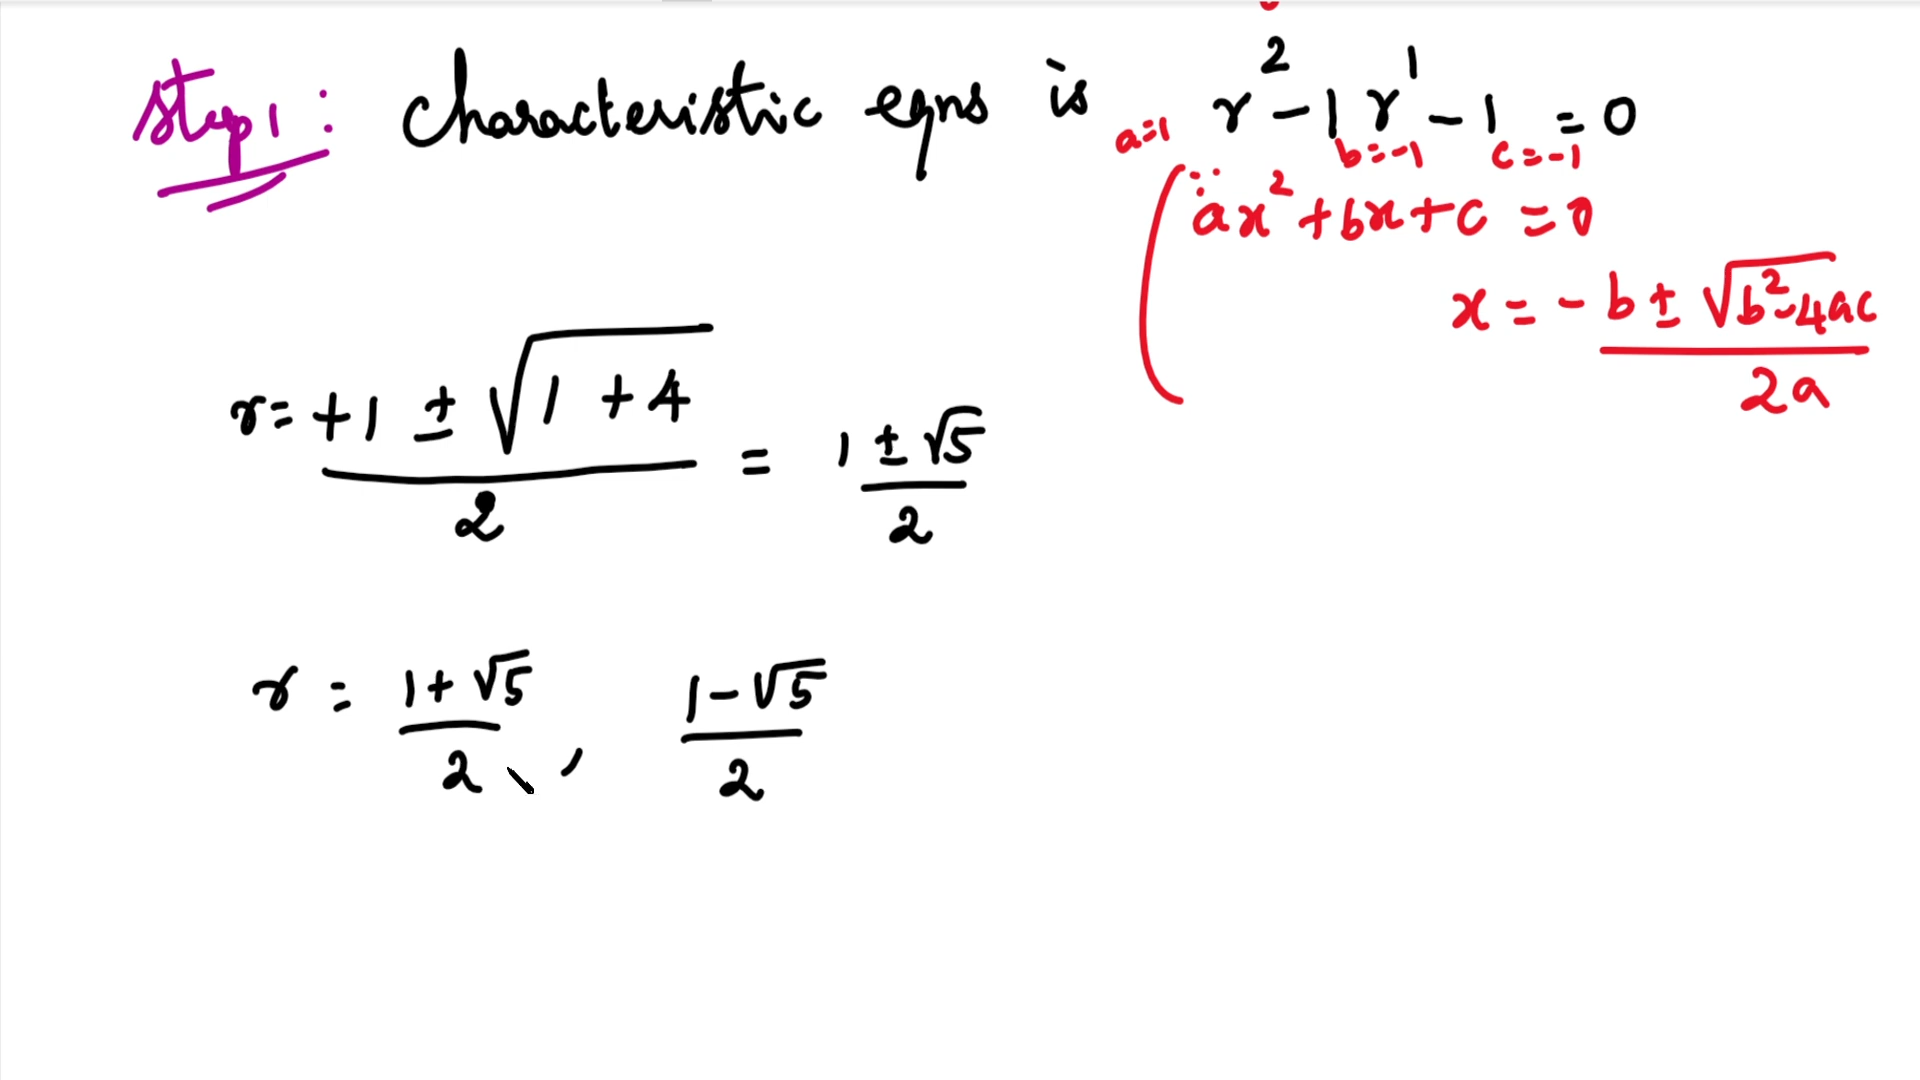 Step 1 : characteristic eqns is r² - 1 r¹ - 1 = 0
a=1 b=-1 c=-1
∵ ax² + bx + c = 0
x = -b ± √b²-4ac / 2a
r = +1 ± √1+4 / 2 = 1 ± √5 / 2
r = 1+√5 / 2 , 1-√5 / 2